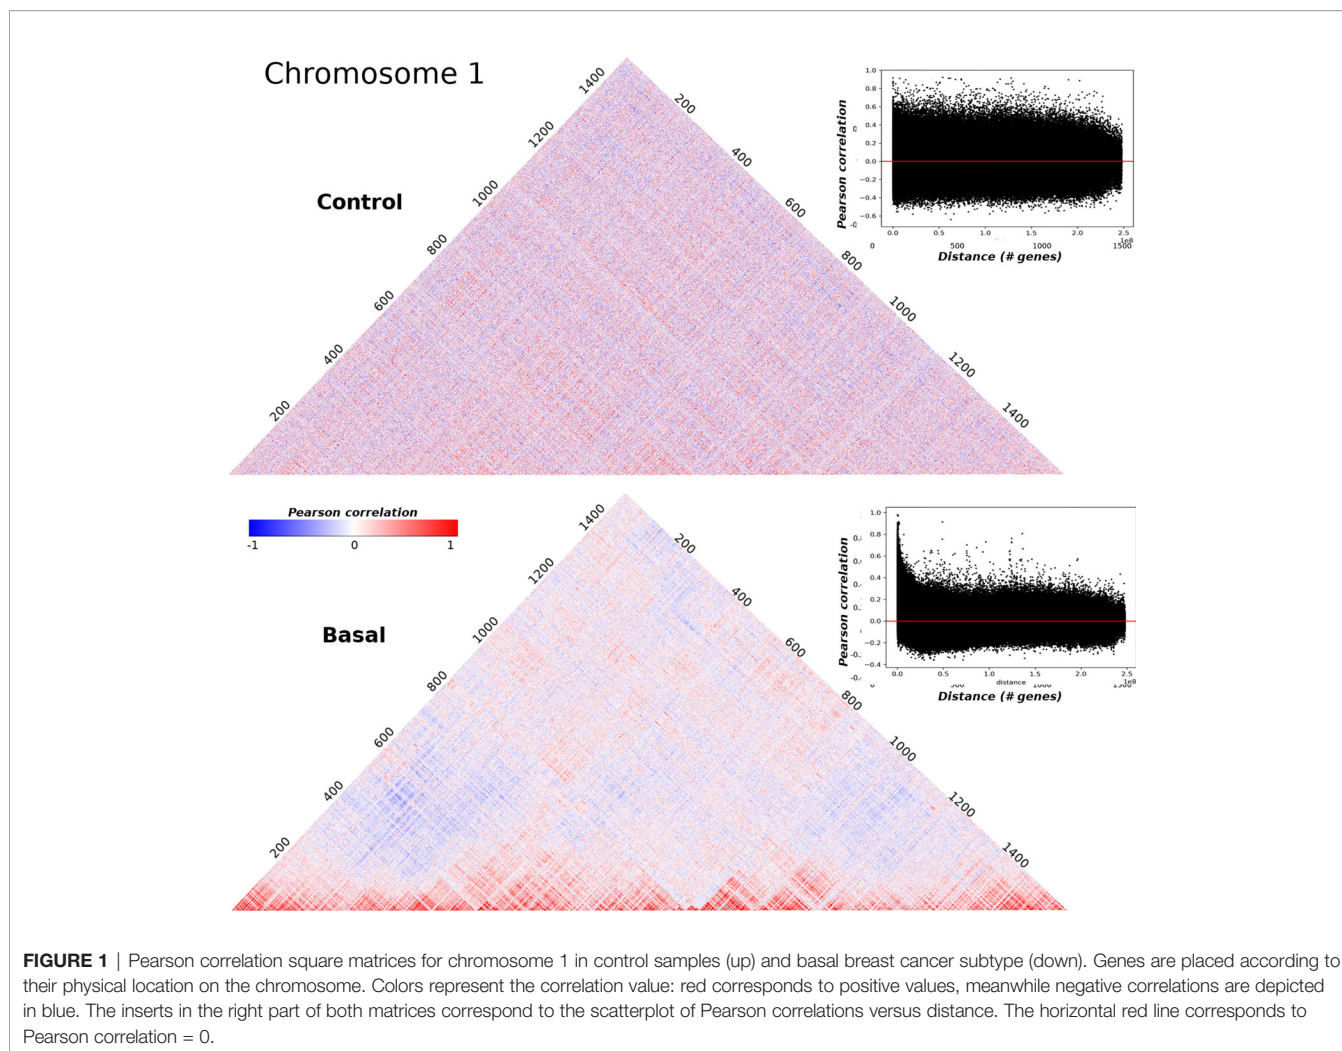 Chromosome 1
Control
1400
1200
1000
800
600
400
200
200
400
600
800
1000
1200
1400
Pearson correlation
1.0
0.8
0.6
0.4
0.2
0.0
−0.2
−0.4
−0.6
0.0 0.5 1.0 1.5 2.0 2.5
1e8
0 500 1000 1500
Distance (# genes)
Pearson correlation
-1 0 1
Basal
1400
1200
1000
800
600
400
200
200
400
600
800
1000
1200
1400
Pearson correlation
1.0
0.8
0.6
0.4
0.2
0.0
−0.2
−0.4
0.0 0.5 1.0 1.5 2.0 2.5
distance 1e8
Distance (# genes)
FIGURE 1 | Pearson correlation square matrices for chromosome 1 in control samples (up) and basal breast cancer subtype (down). Genes are placed according to
their physical location on the chromosome. Colors represent the correlation value: red corresponds to positive values, meanwhile negative correlations are depicted
in blue. The inserts in the right part of both matrices correspond to the scatterplot of Pearson correlations versus distance. The horizontal red line corresponds to
Pearson correlation = 0.